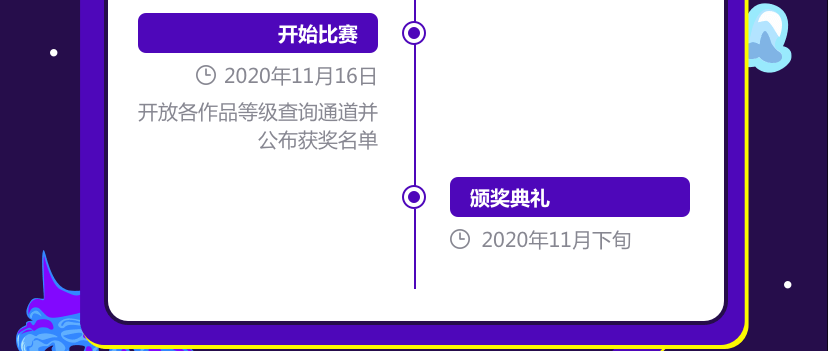 开始比赛
2020年11月16日
开放各作品等级查询通道并
公布获奖名单
颁奖典礼
2020年11月下旬